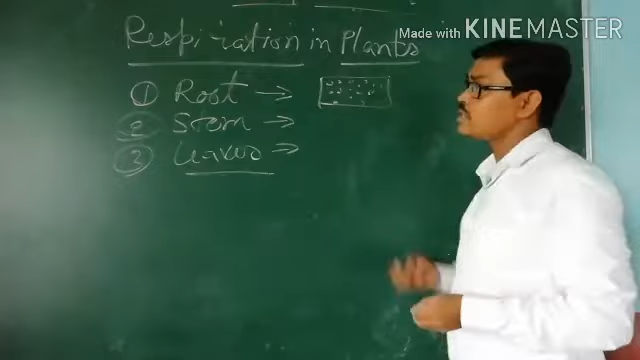 Made with KINEMASTER
Respiration in Plants
① Root →
② Stem →
③ Leaves →